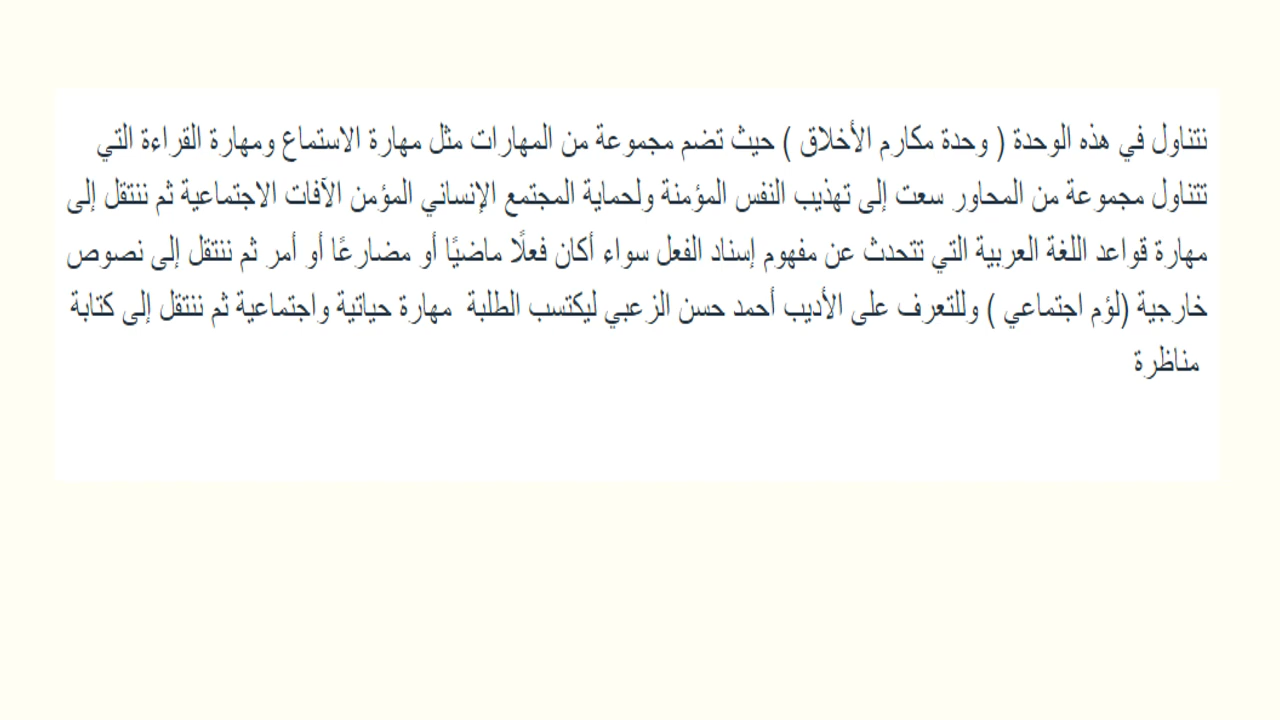 نتناول في هذه الوحدة ( وحدة مكارم الأخلاق ) حيث تضم مجموعة من المهارات مثل مهارة الاستماع ومهارة القراءة التي
تتناول مجموعة من المحاور سعت إلى تهذيب النفس المؤمنة ولحماية المجتمع الإنساني المؤمن الآفات الاجتماعية ثم ننتقل إلى
مهارة قواعد اللغة العربية التي تتحدث عن مفهوم إسناد الفعل سواء أكان فعلًا ماضيًا أو مضارعًا أو أمر ثم ننتقل إلى نصوص
خارجية (لؤم اجتماعي ) وللتعرف على الأديب أحمد حسن الزعبي ليكتسب الطلبة  مهارة حياتية واجتماعية ثم ننتقل إلى كتابة
مناظرة